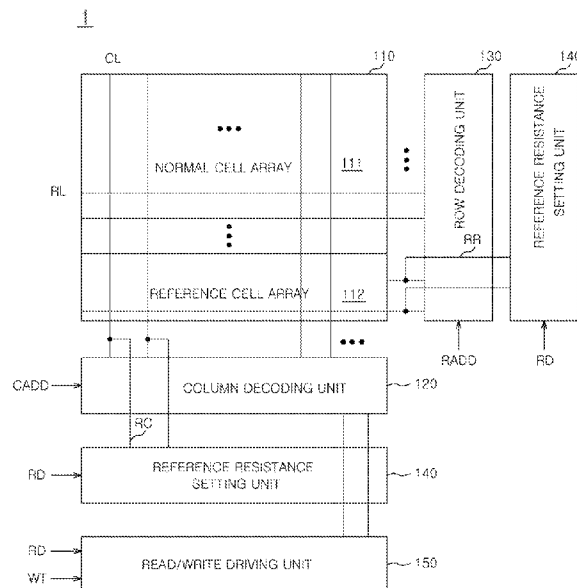 1
CL
110
130
140
NORMAL CELL ARRAY
111
RL
ROW DECODING UNIT
REFERENCE RESISTANCE
SETTING UNIT
RR
REFERENCE CELL ARRAY
112
RADD
RD
CADD
COLUMN DECODING UNIT
120
RC
RD
REFERENCE RESISTANCE
SETTING UNIT
140
RD
WT
READ/WRITE DRIVING UNIT
150